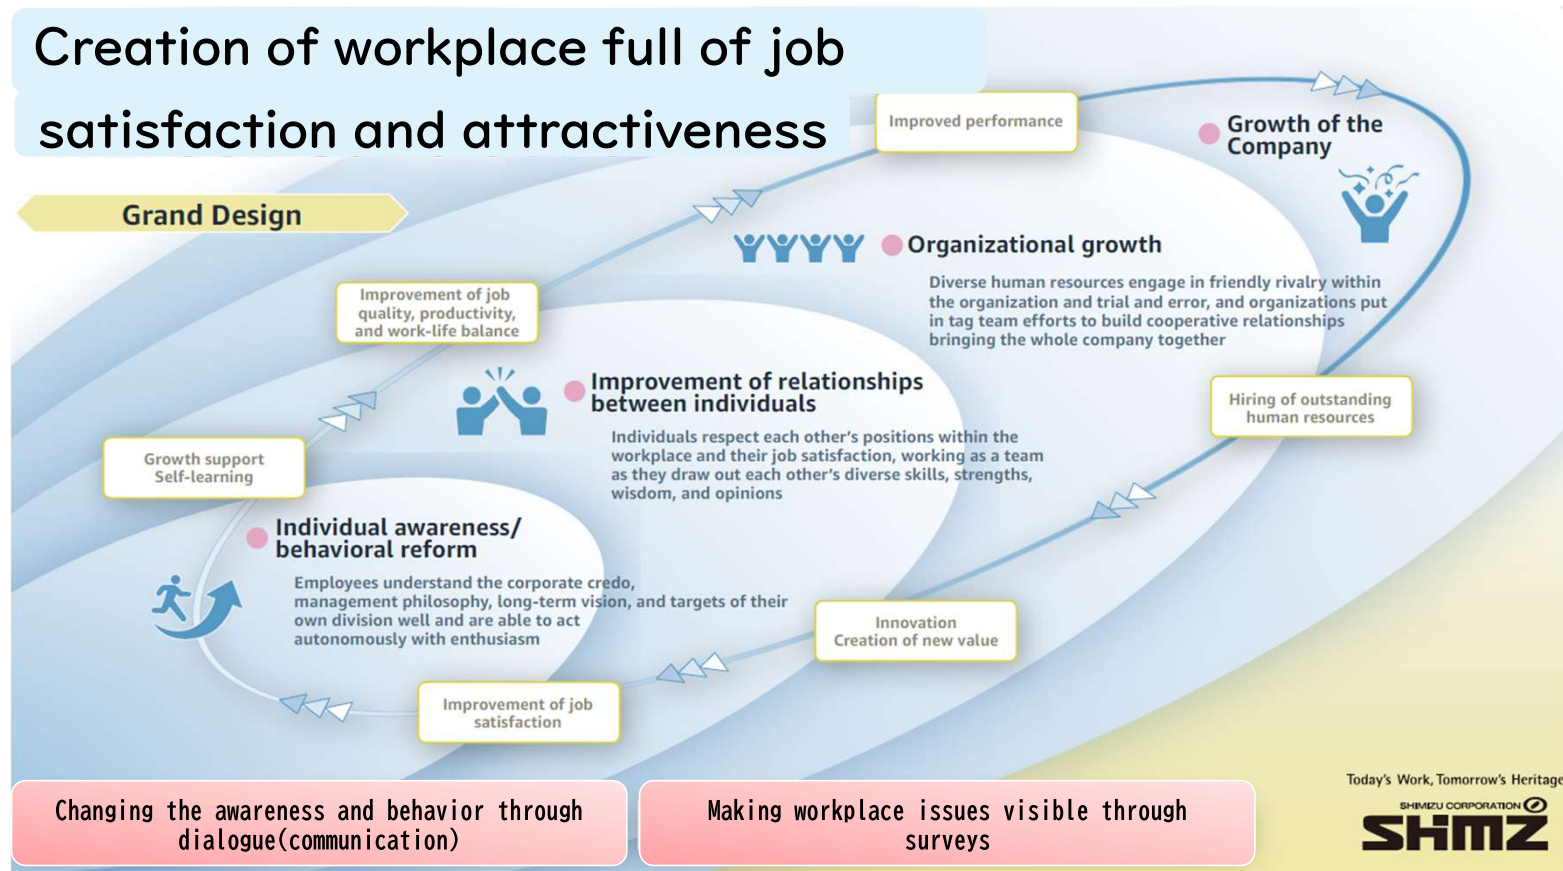 Creation of workplace full of job
satisfaction and attractiveness
Grand Design
Improved performance
Growth of the
Company
Organizational growth
Diverse human resources engage in friendly rivalry within
the organization and trial and error, and organizations put
in tag team efforts to build cooperative relationships
bringing the whole company together
Improvement of job
quality, productivity,
and work-life balance
Improvement of relationships
between individuals
Individuals respect each other's positions within the
workplace and their job satisfaction, working as a team
as they draw out each other's diverse skills, strengths,
wisdom, and opinions
Hiring of outstanding
human resources
Growth support
Self-learning
Individual awareness/
behavioral reform
Employees understand the corporate credo,
management philosophy, long-term vision, and targets of their
own division well and are able to act
autonomously with enthusiasm
Innovation
Creation of new value
Improvement of job
satisfaction
Changing the awareness and behavior through
dialogue(communication)
Making workplace issues visible through
surveys
Today's Work, Tomorrow's Heritage
SHIMIZU CORPORATION
SHMZ